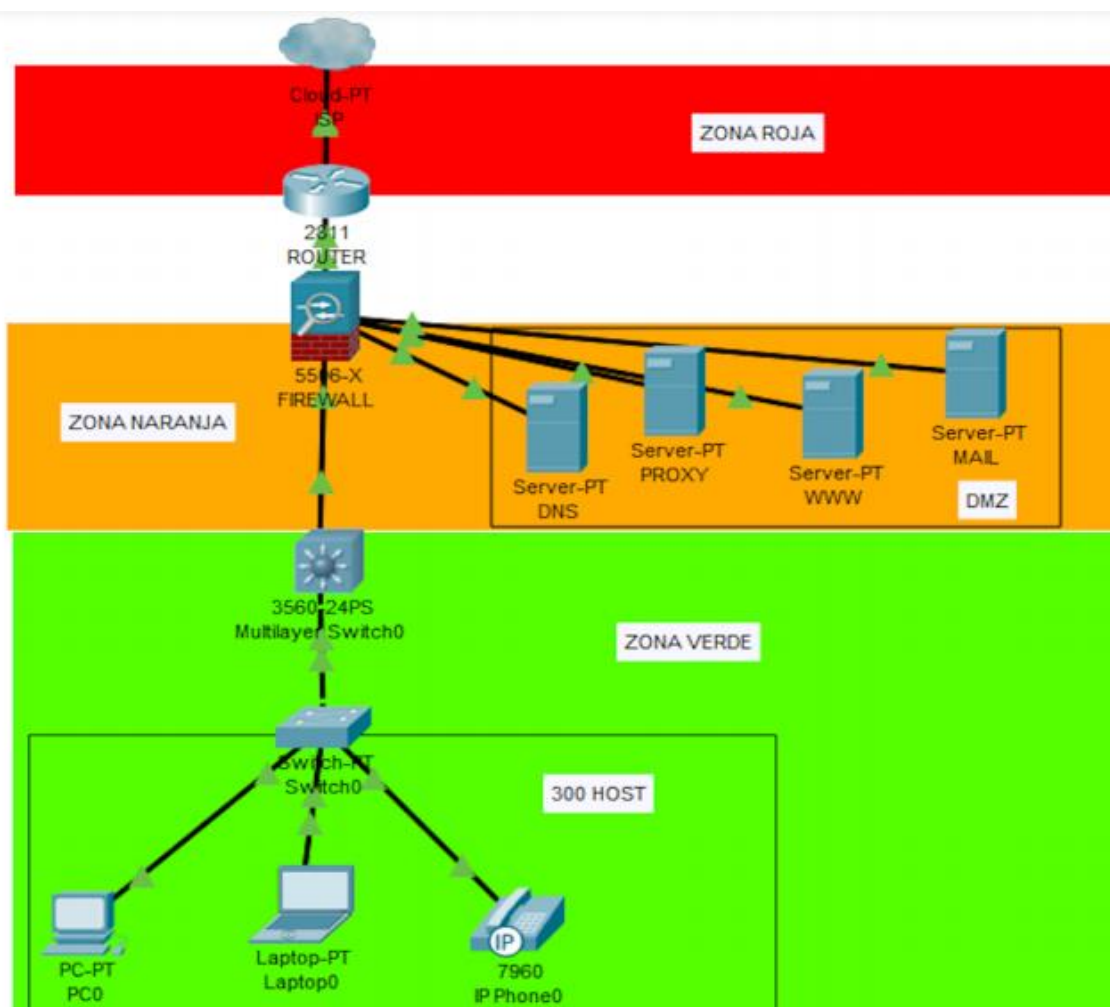 Cloud-PT
ISP
ZONA ROJA
2811
ROUTER
5506-X
FIREWALL
ZONA NARANJA
Server-PT
DNS
Server-PT
PROXY
Server-PT
WWW
Server-PT
MAIL
DMZ
3560-24PS
Multilayer Switch0
ZONA VERDE
Switch-PT
Switch0
300 HOST
PC-PT
PC0
Laptop-PT
Laptop0
IP
7960
IP Phone0